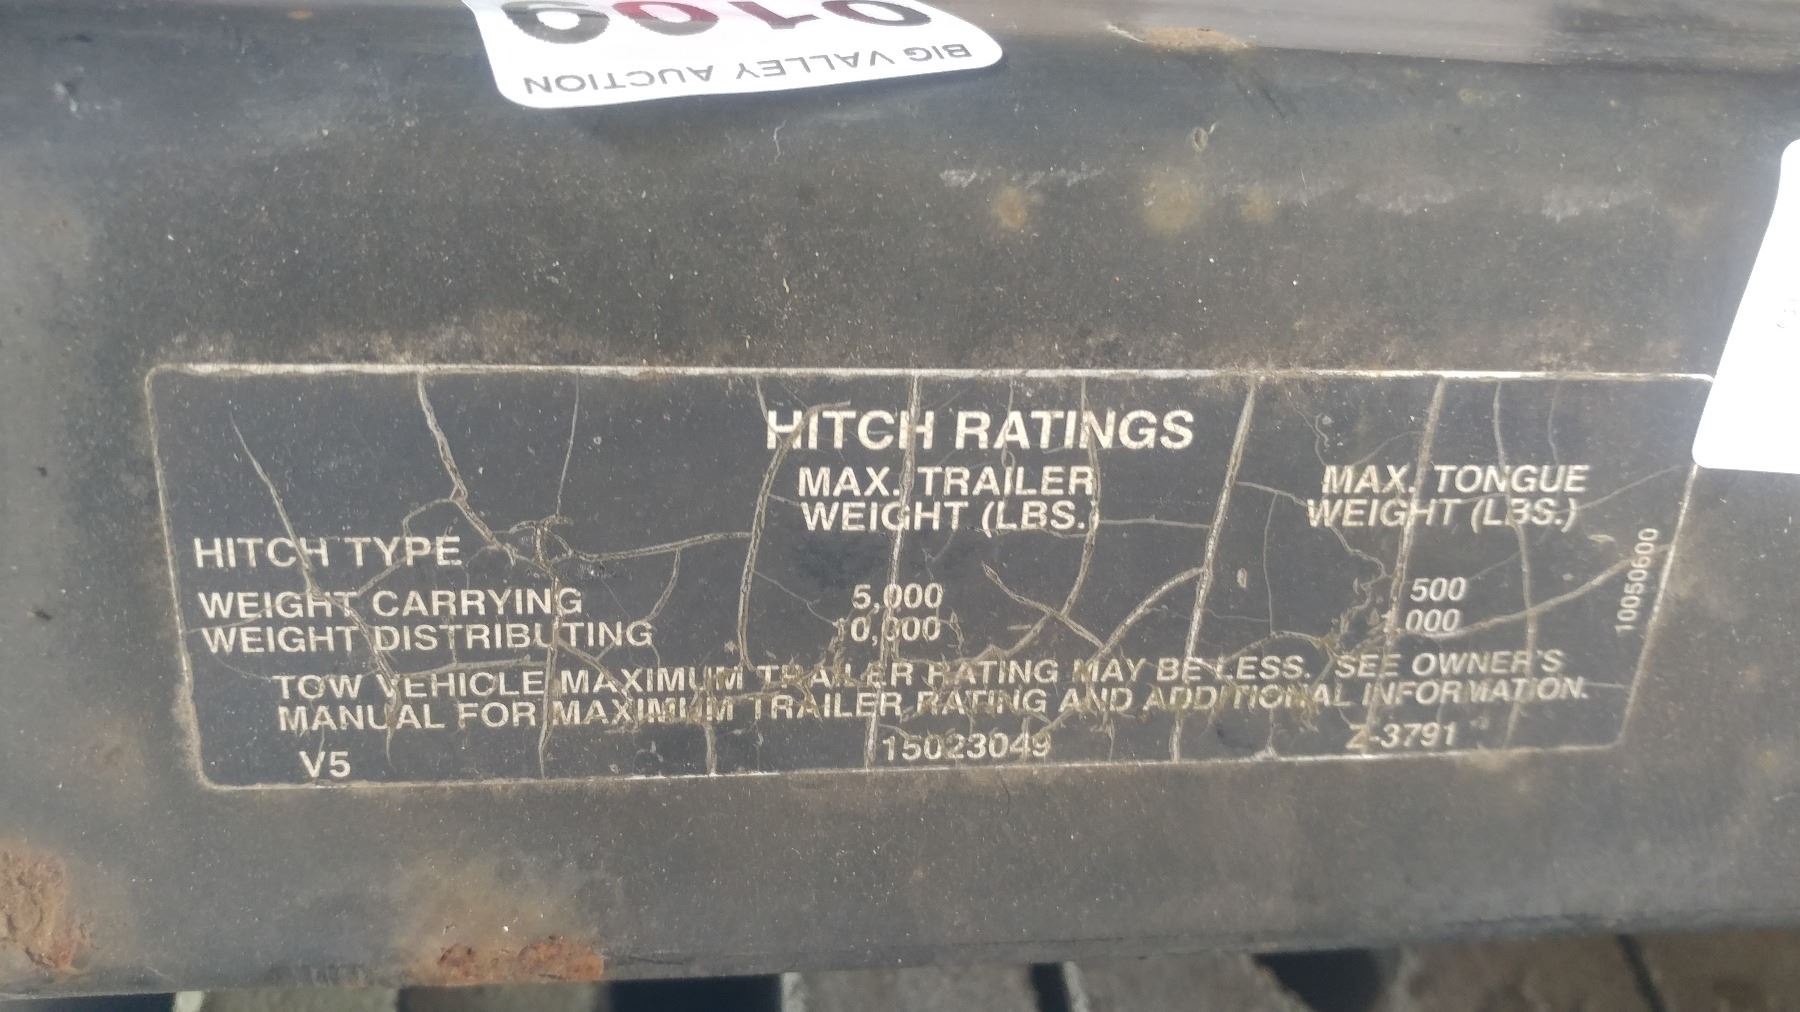 BIG VALLEY AUCTION
HITCH RATINGS
MAX. TRAILER
WEIGHT (LBS.)
MAX. TONGUE
WEIGHT (LBS.)
HITCH TYPE
WEIGHT CARRYING 5,000 500
WEIGHT DISTRIBUTING 10,000 1,000
TOW VEHICLE MAXIMUM TRAILER RATING MAY BE LESS. SEE OWNER'S
MANUAL FOR MAXIMUM TRAILER RATING AND ADDITIONAL INFORMATION.
V5 15023049 Z-3791
10050600